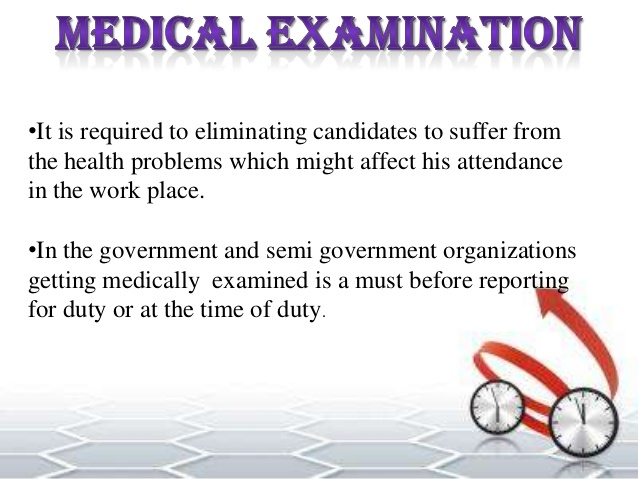 MEDICAL EXAMINATION
•It is required to eliminating candidates to suffer from
the health problems which might affect his attendance
in the work place.
•In the government and semi government organizations
getting medically  examined is a must before reporting
for duty or at the time of duty.